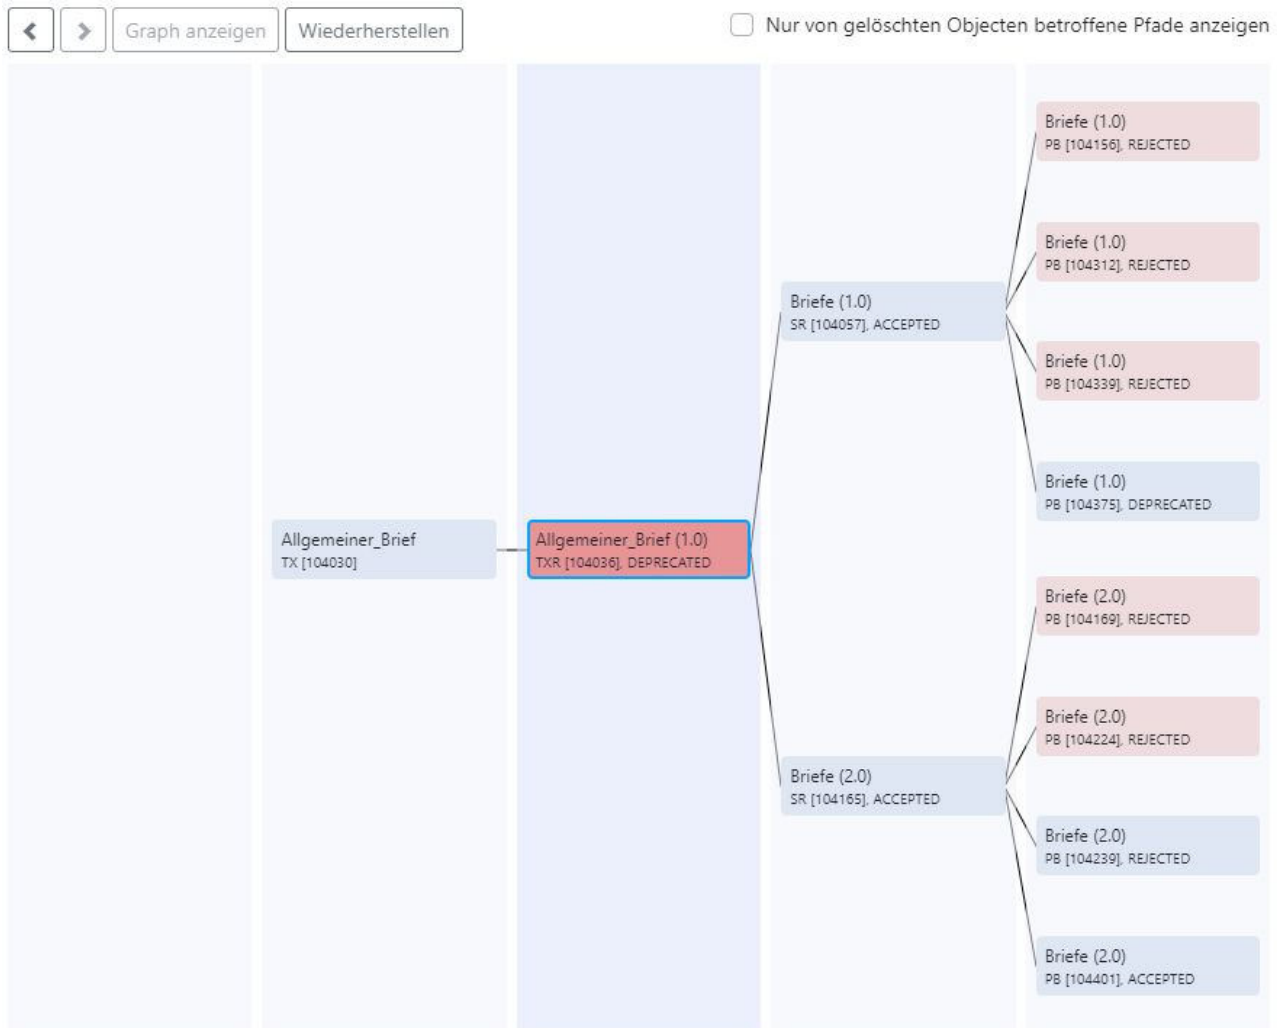 Graph anzeigen
Wiederherstellen
Nur von gelöschten Objecten betroffene Pfade anzeigen
Allgemeiner_Brief
TX [104030]
Allgemeiner_Brief (1.0)
TXR [104036], DEPRECATED
Briefe (1.0)
SR [104057], ACCEPTED
Briefe (2.0)
SR [104165], ACCEPTED
Briefe (1.0)
PB [104156], REJECTED
Briefe (1.0)
PB [104312], REJECTED
Briefe (1.0)
PB [104339], REJECTED
Briefe (1.0)
PB [104375], DEPRECATED
Briefe (2.0)
PB [104169], REJECTED
Briefe (2.0)
PB [104224], REJECTED
Briefe (2.0)
PB [104239], REJECTED
Briefe (2.0)
PB [104401], ACCEPTED